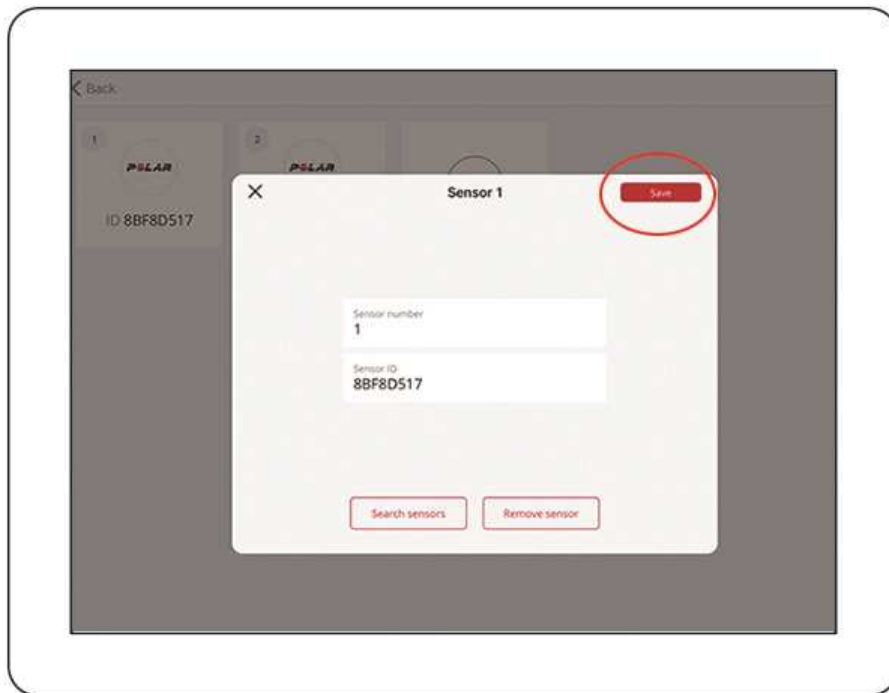 Back
1
2
POLAR
POLAR
ID 8BF8D517
Sensor 1
Save
Sensor number
1
Sensor ID
8BF8D517
Search sensors
Remove sensor